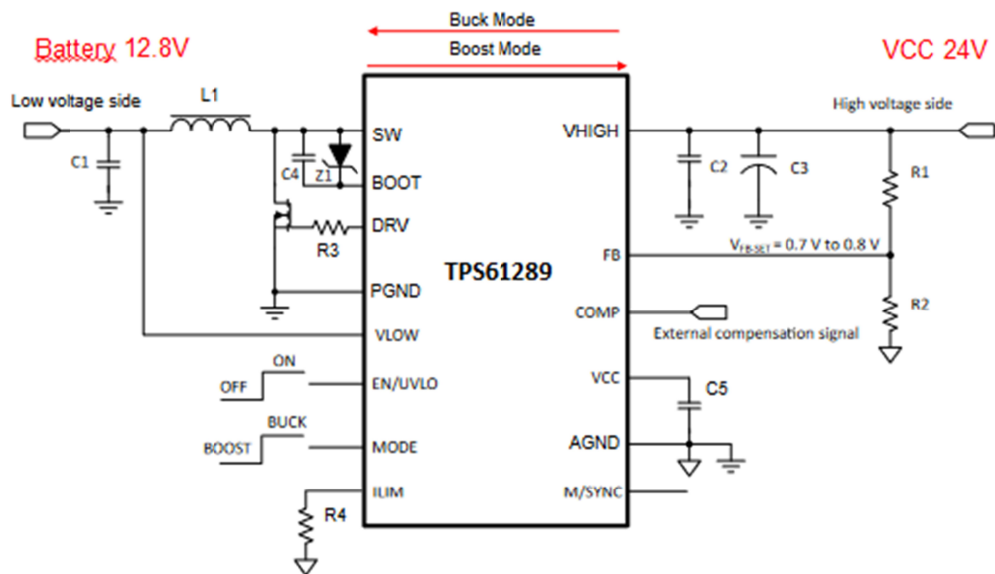 Buck Mode
Boost Mode
Battery 12.8V
VCC 24V
Low voltage side
L1
High voltage side
SW
VHIGH
C1
C4
Z1
C2
C3
R1
BOOT
DRV
R3
V_FB-SET = 0.7 V to 0.8 V
FB
TPS61289
PGND
COMP
R2
VLOW
External compensation signal
ON
OFF
EN/UVLO
VCC
C5
BUCK
BOOST
MODE
AGND
ILIM
M/SYNC
R4